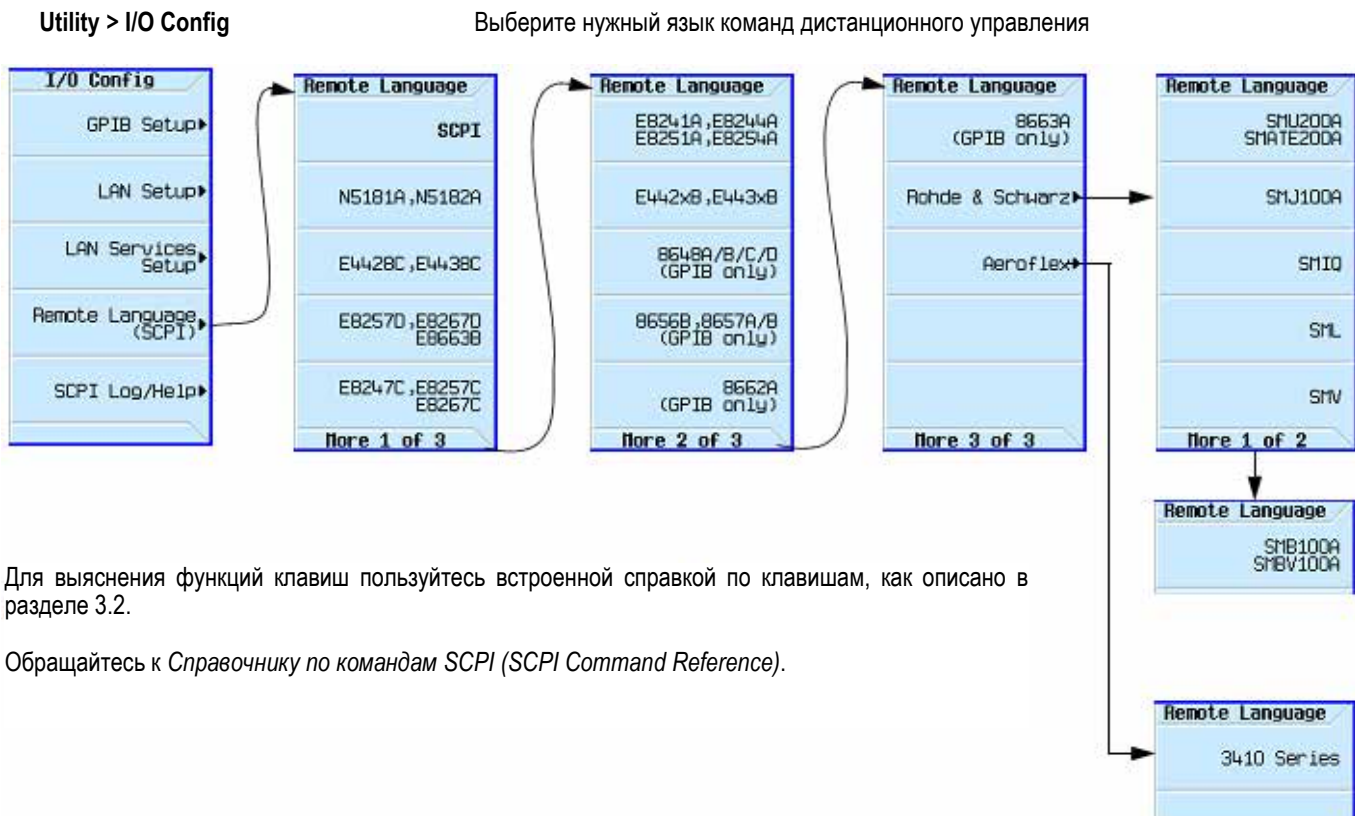 Utility > I/O Config
Выберите нужный язык команд дистанционного управления
I/O Config
GPIB Setup
LAN Setup
LAN Services
Setup
Remote Language
(SCPI)
SCPI Log/Help
Remote Language
SCPI
N5181A,N5182A
E4428C,E4438C
E8257D,E8267D
E8663B
E8247C,E8257C
E8267C
More 1 of 3
Remote Language
E8241A,E8244A
E8251A,E8254A
E442xB,E443xB
8648A/B/C/D
(GPIB only)
8656B,8657A/B
(GPIB only)
8662A
(GPIB only)
More 2 of 3
Remote Language
8663A
(GPIB only)
Rohde & Schwarz
Aeroflex
More 3 of 3
Remote Language
SMU200A
SMATE200A
SMJ100A
SMIQ
SML
SMV
More 1 of 2
Remote Language
SMB100A
SMBV100A
Для выяснения функций клавиш пользуйтесь встроенной справкой по клавишам, как описано в
разделе 3.2.
Обращайтесь к Справочнику по командам SCPI (SCPI Command Reference).
Remote Language
3410 Series